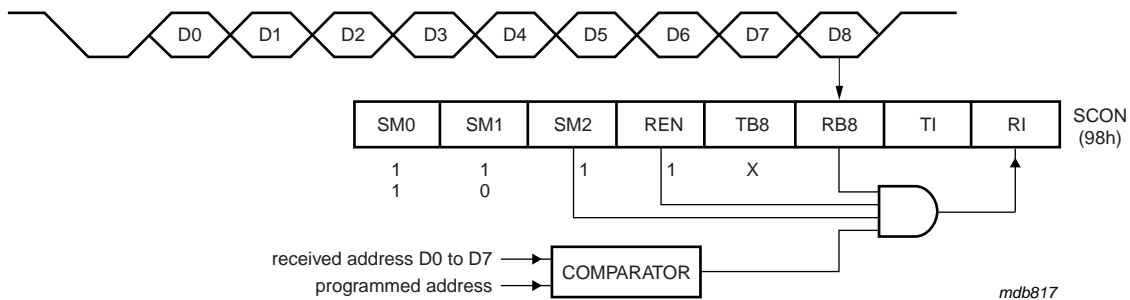 D0 D1 D2 D3 D4 D5 D6 D7 D8
SM0 SM1 SM2 REN TB8 RB8 TI RI
SCON
(98h)
1 1 1 1 X
1 0
received address D0 to D7
programmed address
COMPARATOR
mdb817